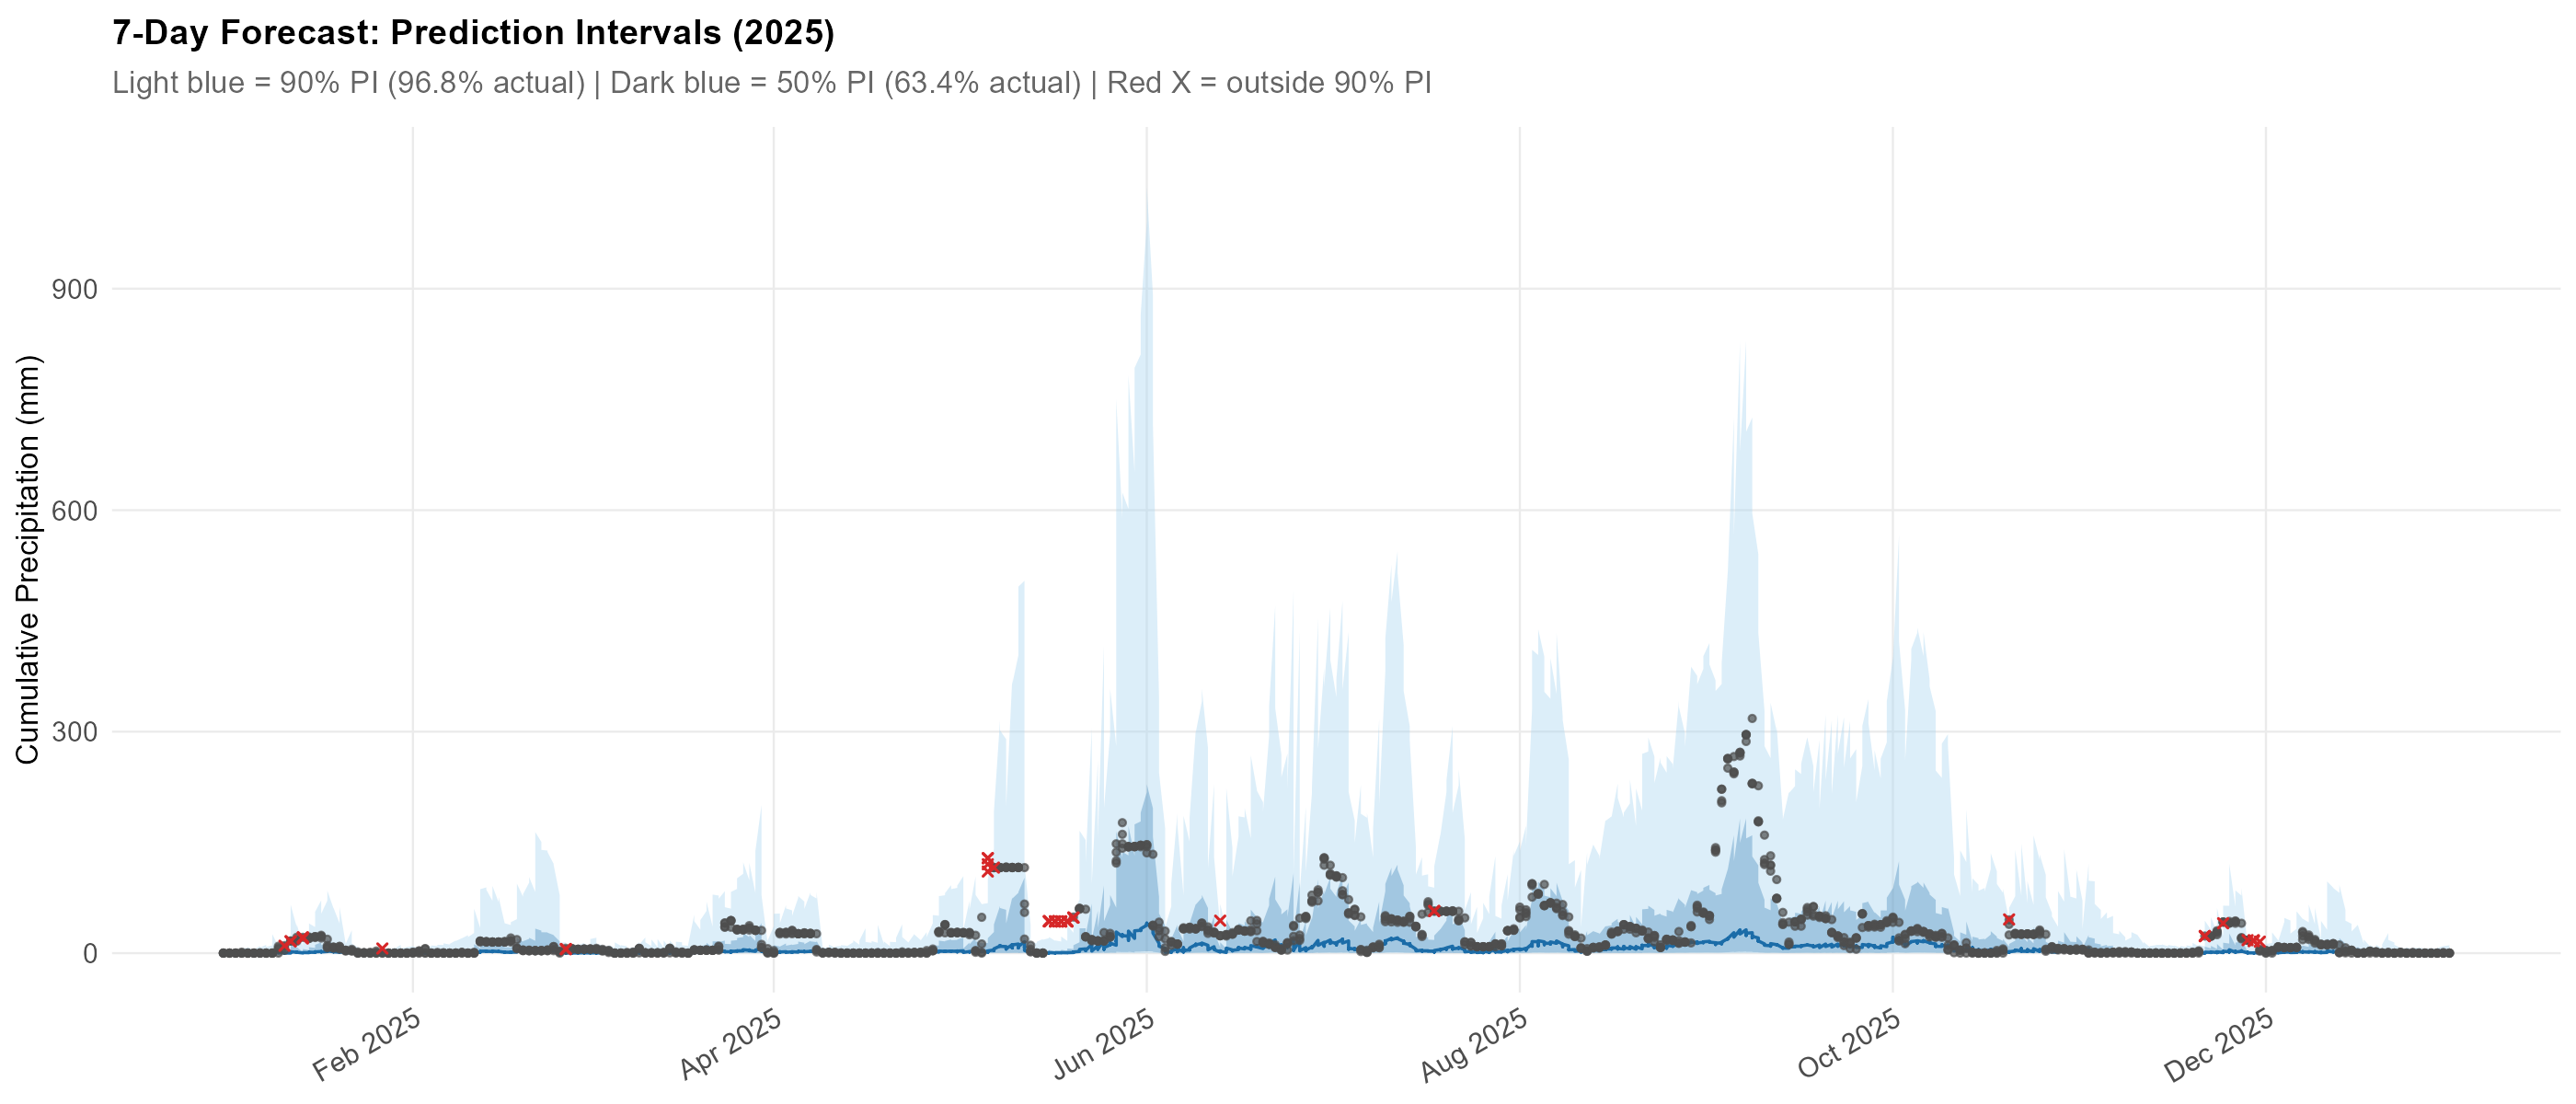 7-Day Forecast: Prediction Intervals (2025)
Light blue = 90% PI (96.8% actual) | Dark blue = 50% PI (63.4% actual) | Red X = outside 90% PI
Cumulative Precipitation (mm)
900
600
300
0
Feb 2025
Apr 2025
Jun 2025
Aug 2025
Oct 2025
Dec 2025